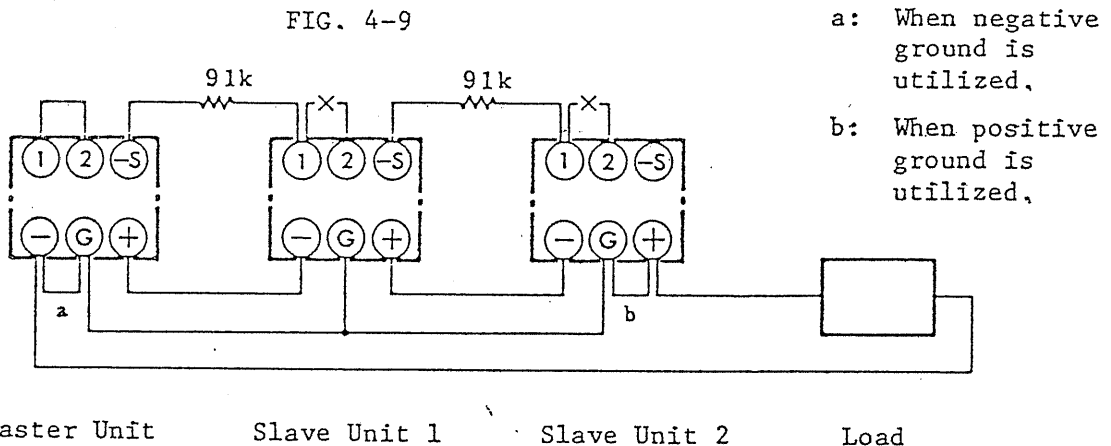 FIG. 4-9
a: When negative
ground is
utilized.
b: When positive
ground is
utilized.
91k
91k
1 2 -S
1 2 -S
1 2 -S
- G +
- G +
- G +
a
b
aster Unit
Slave Unit 1
Slave Unit 2
Load